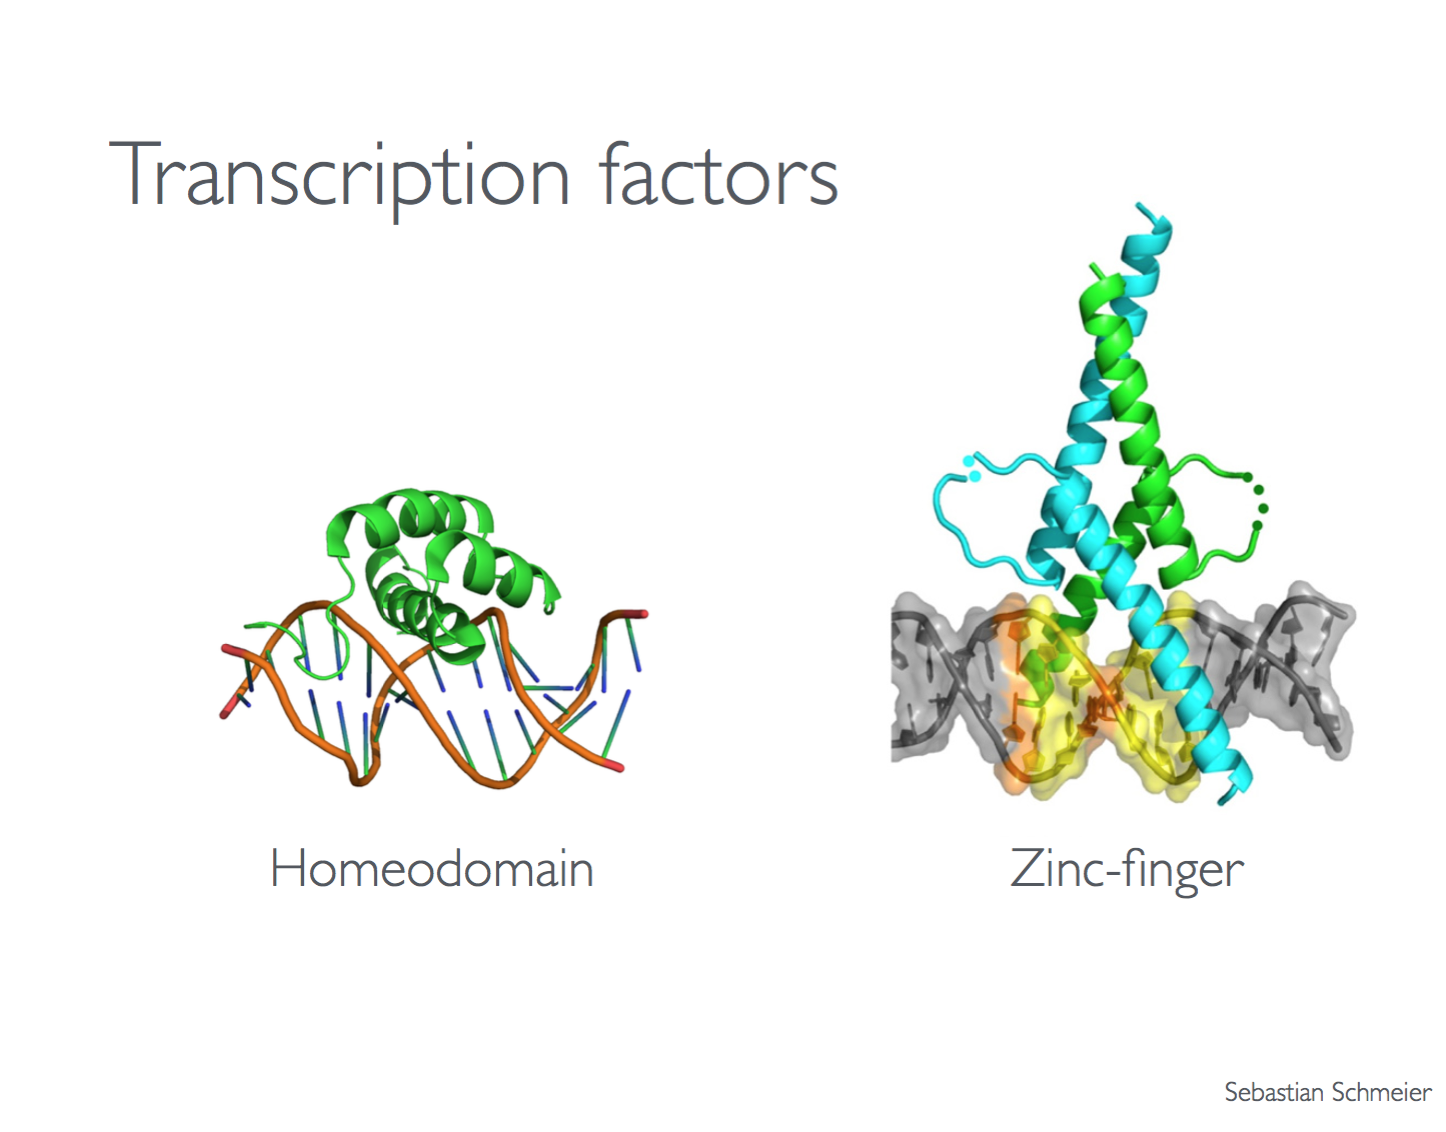 Transcription factors
Homeodomain
Zinc-finger
Sebastian Schmeier